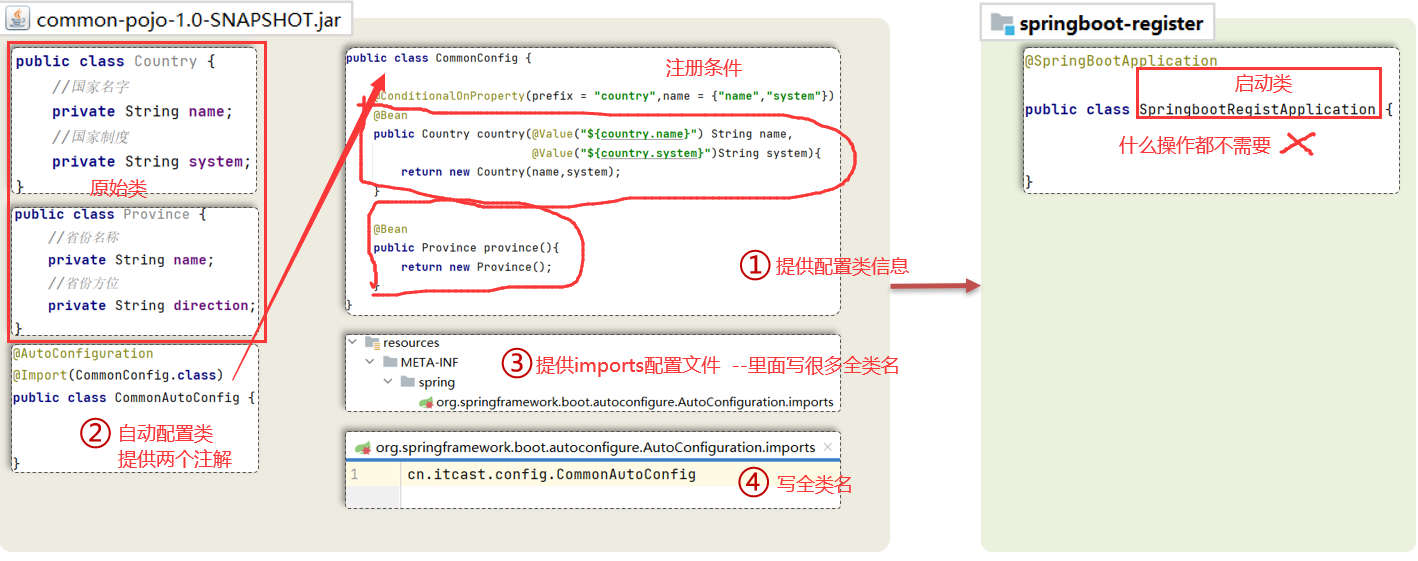 common-pojo-1.0-SNAPSHOT.jar
public class Country {
//国家名字
private String name;
//国家制度
private String system;
}
原始类
public class Province {
//省份名称
private String name;
//省份方位
private String direction;
}
@AutoConfiguration
@Import(CommonConfig.class)
public class CommonAutoConfig {
② 自动配置类
提供两个注解
}
public class CommonConfig {
注册条件
@ConditionalOnProperty(prefix = "country",name = {"name","system"})
@Bean
public Country country(@Value("${country.name}") String name,
@Value("${country.system}")String system){
return new Country(name,system);
}
@Bean
public Province province(){
return new Province();
}
① 提供配置类信息
}
resources
META-INF
spring
org.springframework.boot.autoconfigure.AutoConfiguration.imports
③ 提供imports配置文件 --里面写很多全类名
org.springframework.boot.autoconfigure.AutoConfiguration.imports ×
1 cn.itcast.config.CommonAutoConfig
④ 写全类名
springboot-register
@SpringBootApplication
启动类
public class SpringbootRegistApplication {
什么操作都不需要
}